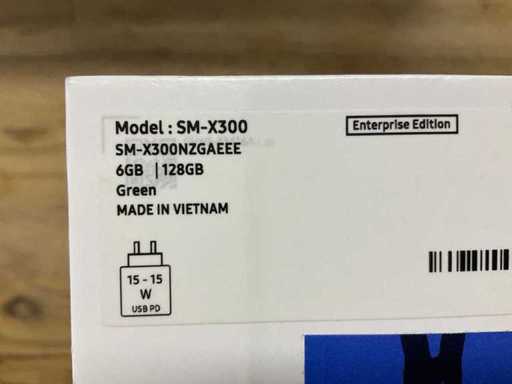 Model : SM-X300
Enterprise Edition
SM-X300NZGAEEE
6GB | 128GB
Green
MADE IN VIETNAM
15 - 15
W
USB PD